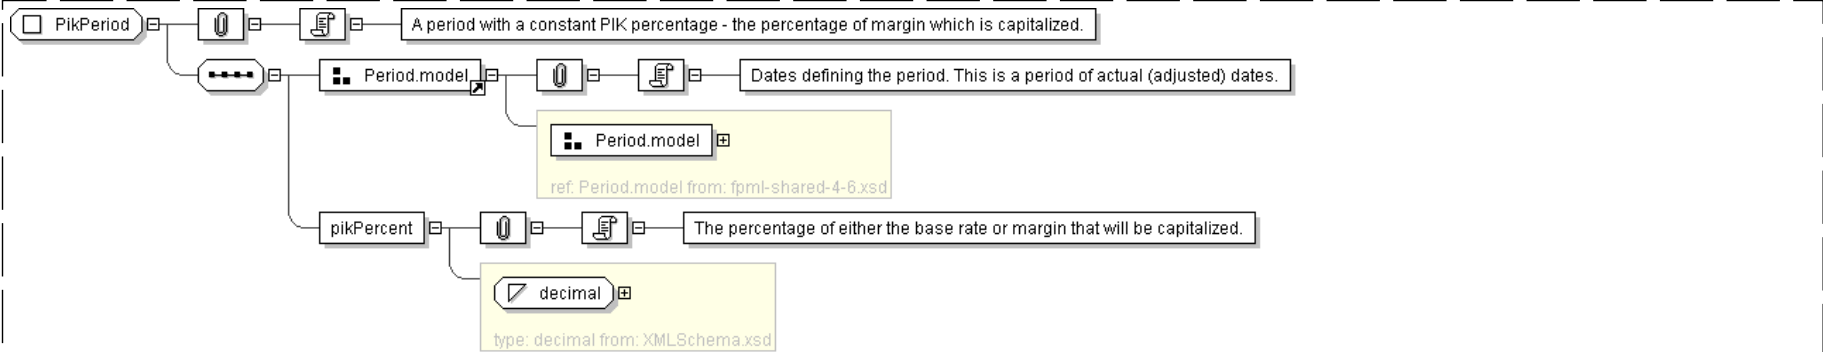 PikPeriod
A period with a constant PIK percentage - the percentage of margin which is capitalized.
Period.model
Dates defining the period. This is a period of actual (adjusted) dates.
Period.model
ref: Period.model from: fpml-shared-4-6.xsd
pikPercent
The percentage of either the base rate or margin that will be capitalized.
decimal
type: decimal from: XMLSchema.xsd